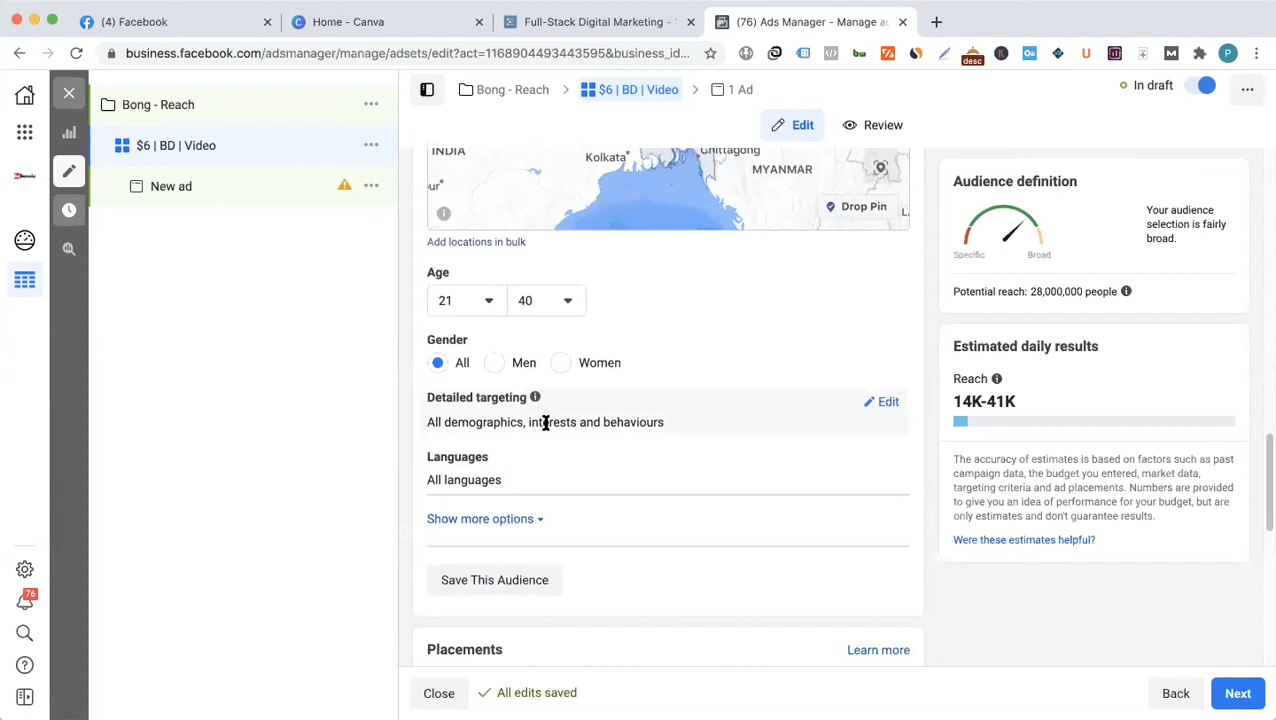 (4) Facebook
Home - Canva
Full-Stack Digital Marketing -
(76) Ads Manager - Manage ad
business.facebook.com/adsmanager/manage/adsets/edit?act=1168904493443595&business_id...
desc
bw
P
Bong - Reach
$6 | BD | Video
New ad
Bong - Reach
$6 | BD | Video
1 Ad
In draft
Edit
Review
INDIA
Kolkata
Chittagong
MYANMAR
Drop Pin
Add locations in bulk
Age
21
40
Gender
All
Men
Women
Detailed targeting
Edit
All demographics, interests and behaviours
Languages
All languages
Show more options
Save This Audience
Placements
Learn more
Audience definition
Specific
Broad
Your audience
selection is fairly
broad.
Potential reach: 28,000,000 people
Estimated daily results
Reach
14K-41K
The accuracy of estimates is based on factors such as past
campaign data, the budget you entered, market data,
targeting criteria and ad placements. Numbers are provided
to give you an idea of performance for your budget, but are
only estimates and don't guarantee results.
Were these estimates helpful?
76
Close
All edits saved
Back
Next